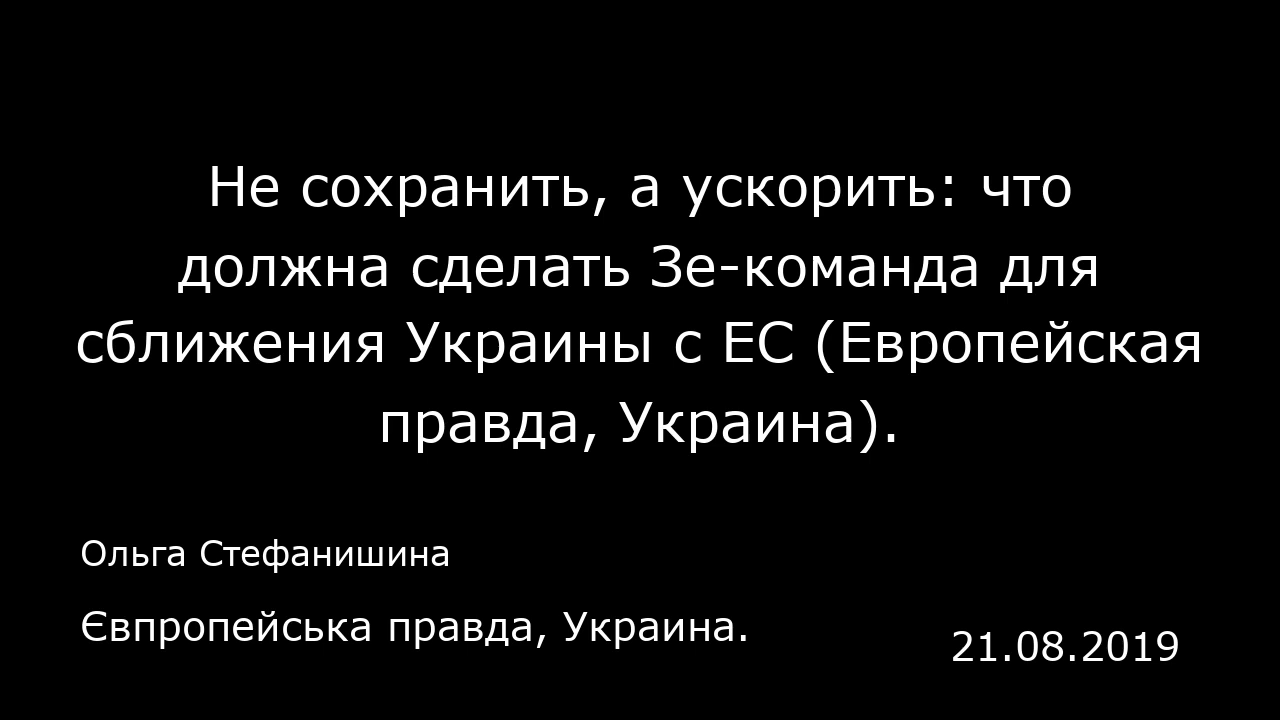 Не сохранить, а ускорить: что
должна сделать Зе-команда для
сближения Украины с ЕС (Европейская
правда, Украина).
Ольга Стефанишина
Євпропейська правда, Украина.
21.08.2019